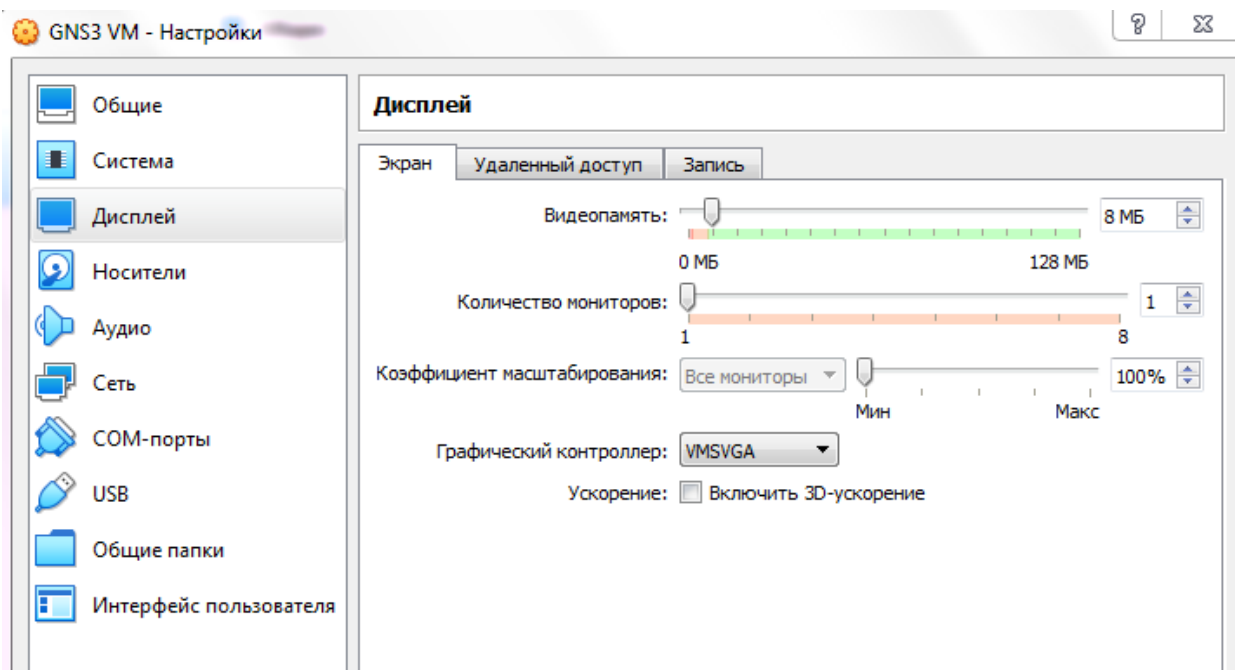 GNS3 VM - Настройки
Общие
Система
Дисплей
Носители
Аудио
Сеть
COM-порты
USB
Общие папки
Интерфейс пользователя
Дисплей
Экран Удаленный доступ Запись
Видеопамять: 8 МБ
0 МБ 128 МБ
Количество мониторов: 1
1 8
Коэффициент масштабирования: Все мониторы 100%
Мин Макс
Графический контроллер: VMSVGA
Ускорение: Включить 3D-ускорение